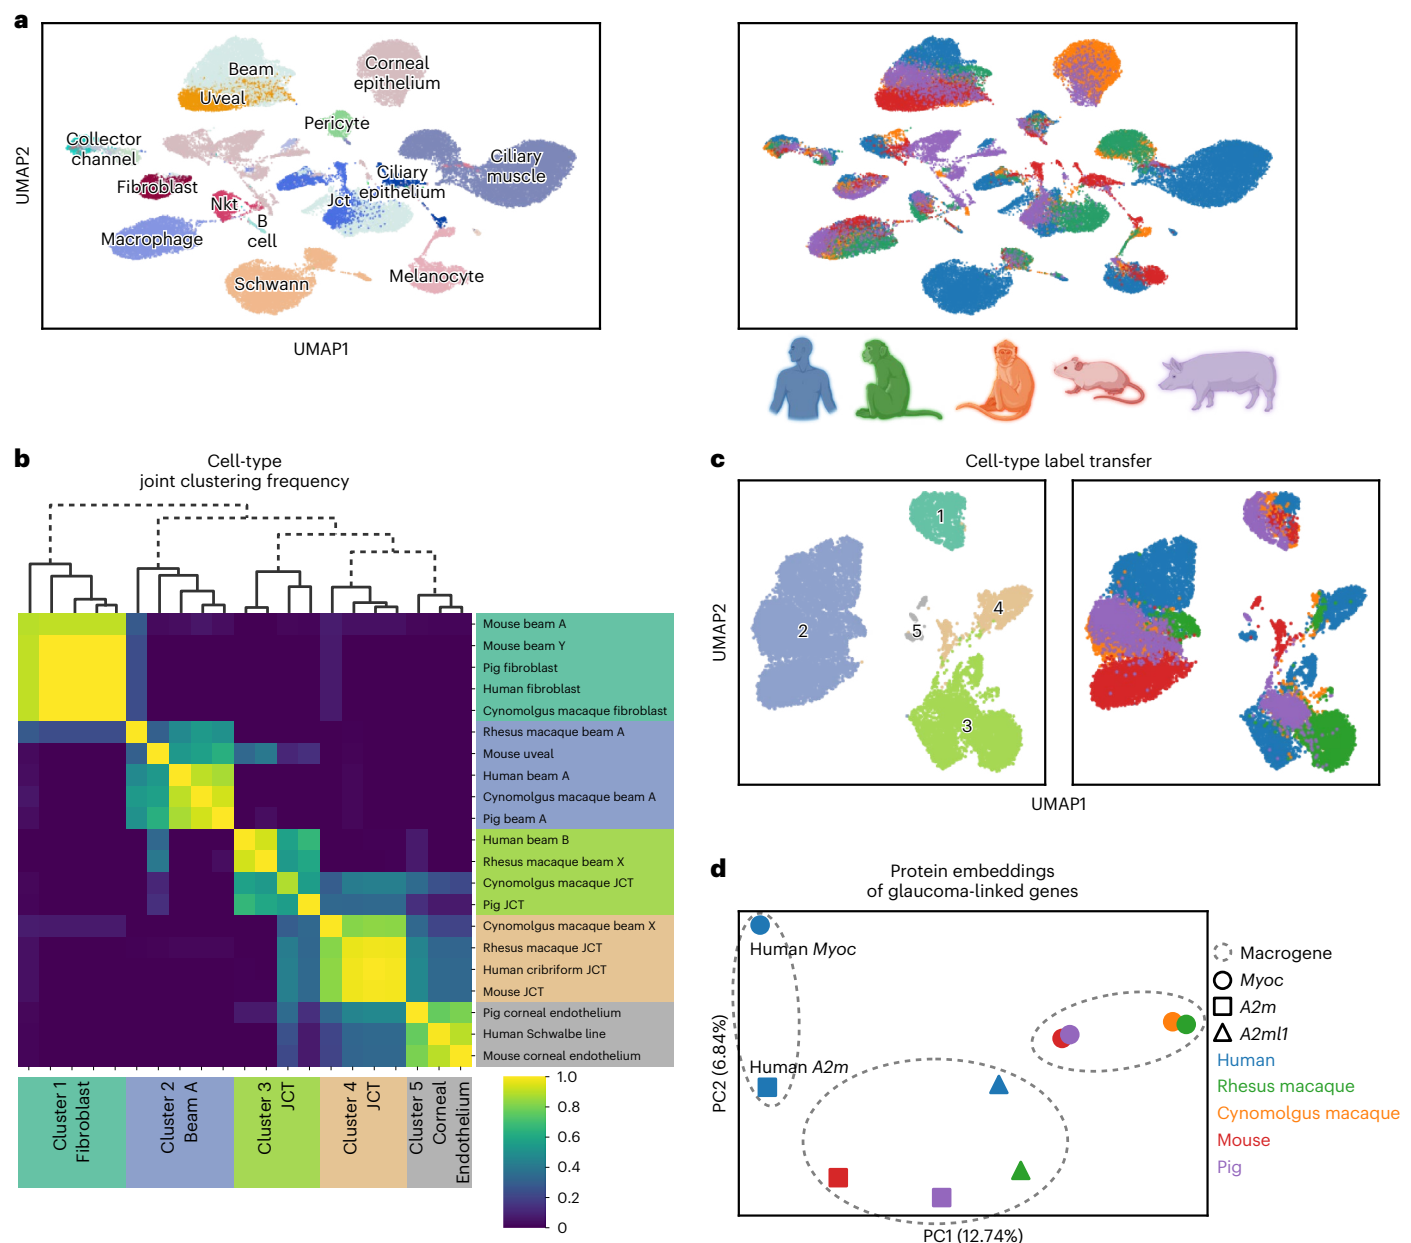 a
Beam
Uveal
Corneal
epithelium
Pericyte
Collector
channel
Fibroblast
Nkt
B
cell
Macrophage
Schwann
Jct
Ciliary
epithelium
Ciliary
muscle
Melanocyte
UMAP2
UMAP1
b
Cell-type
joint clustering frequency
Mouse beam A
Mouse beam Y
Pig fibroblast
Human fibroblast
Cynomolgus macaque fibroblast
Rhesus macaque beam A
Mouse uveal
Human beam A
Cynomolgus macaque beam A
Pig beam A
Human beam B
Rhesus macaque beam X
Cynomolgus macaque JCT
Pig JCT
Cynomolgus macaque beam X
Rhesus macaque JCT
Human cribriform JCT
Mouse JCT
Pig corneal endothelium
Human Schwalbe line
Mouse corneal endothelium
Cluster 1
Fibroblast
Cluster 2
Beam A
Cluster 3
JCT
Cluster 4
JCT
Cluster 5
Corneal
Endothelium
1.0
0.8
0.6
0.4
0.2
0
c
Cell-type label transfer
1
2
3
4
5
UMAP2
UMAP1
d
Protein embeddings
of glaucoma-linked genes
Human Myoc
Human A2m
PC2 (6.84%)
PC1 (12.74%)
Macrogene
Myoc
A2m
A2ml1
Human
Rhesus macaque
Cynomolgus macaque
Mouse
Pig